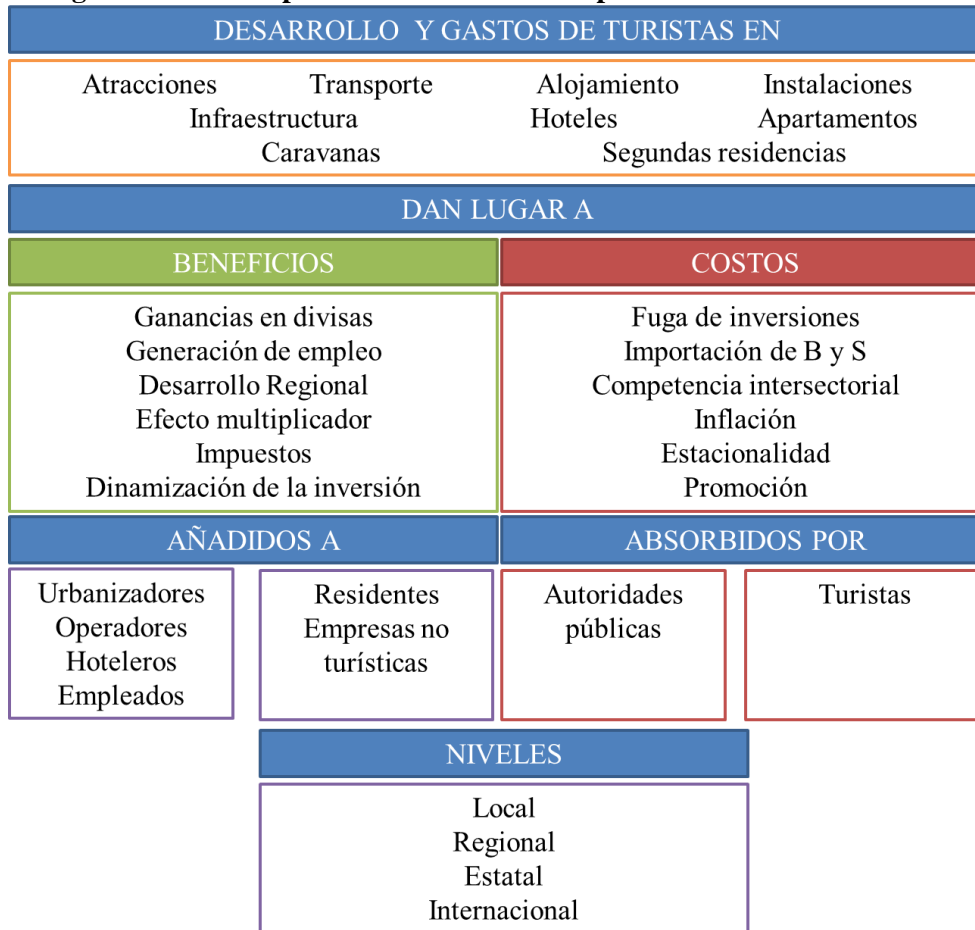 DESARROLLO Y GASTOS DE TURISTAS EN
Atracciones Transporte Alojamiento Instalaciones
Infraestructura Hoteles Apartamentos
Caravanas Segundas residencias
DAN LUGAR A
BENEFICIOS
Ganancias en divisas
Generación de empleo
Desarrollo Regional
Efecto multiplicador
Impuestos
Dinamización de la inversión
COSTOS
Fuga de inversiones
Importación de B y S
Competencia intersectorial
Inflación
Estacionalidad
Promoción
AÑADIDOS A
Urbanizadores
Operadores
Hoteleros
Empleados
Residentes
Empresas no
turísticas
ABSORBIDOS POR
Autoridades
públicas
Turistas
NIVELES
Local
Regional
Estatal
Internacional